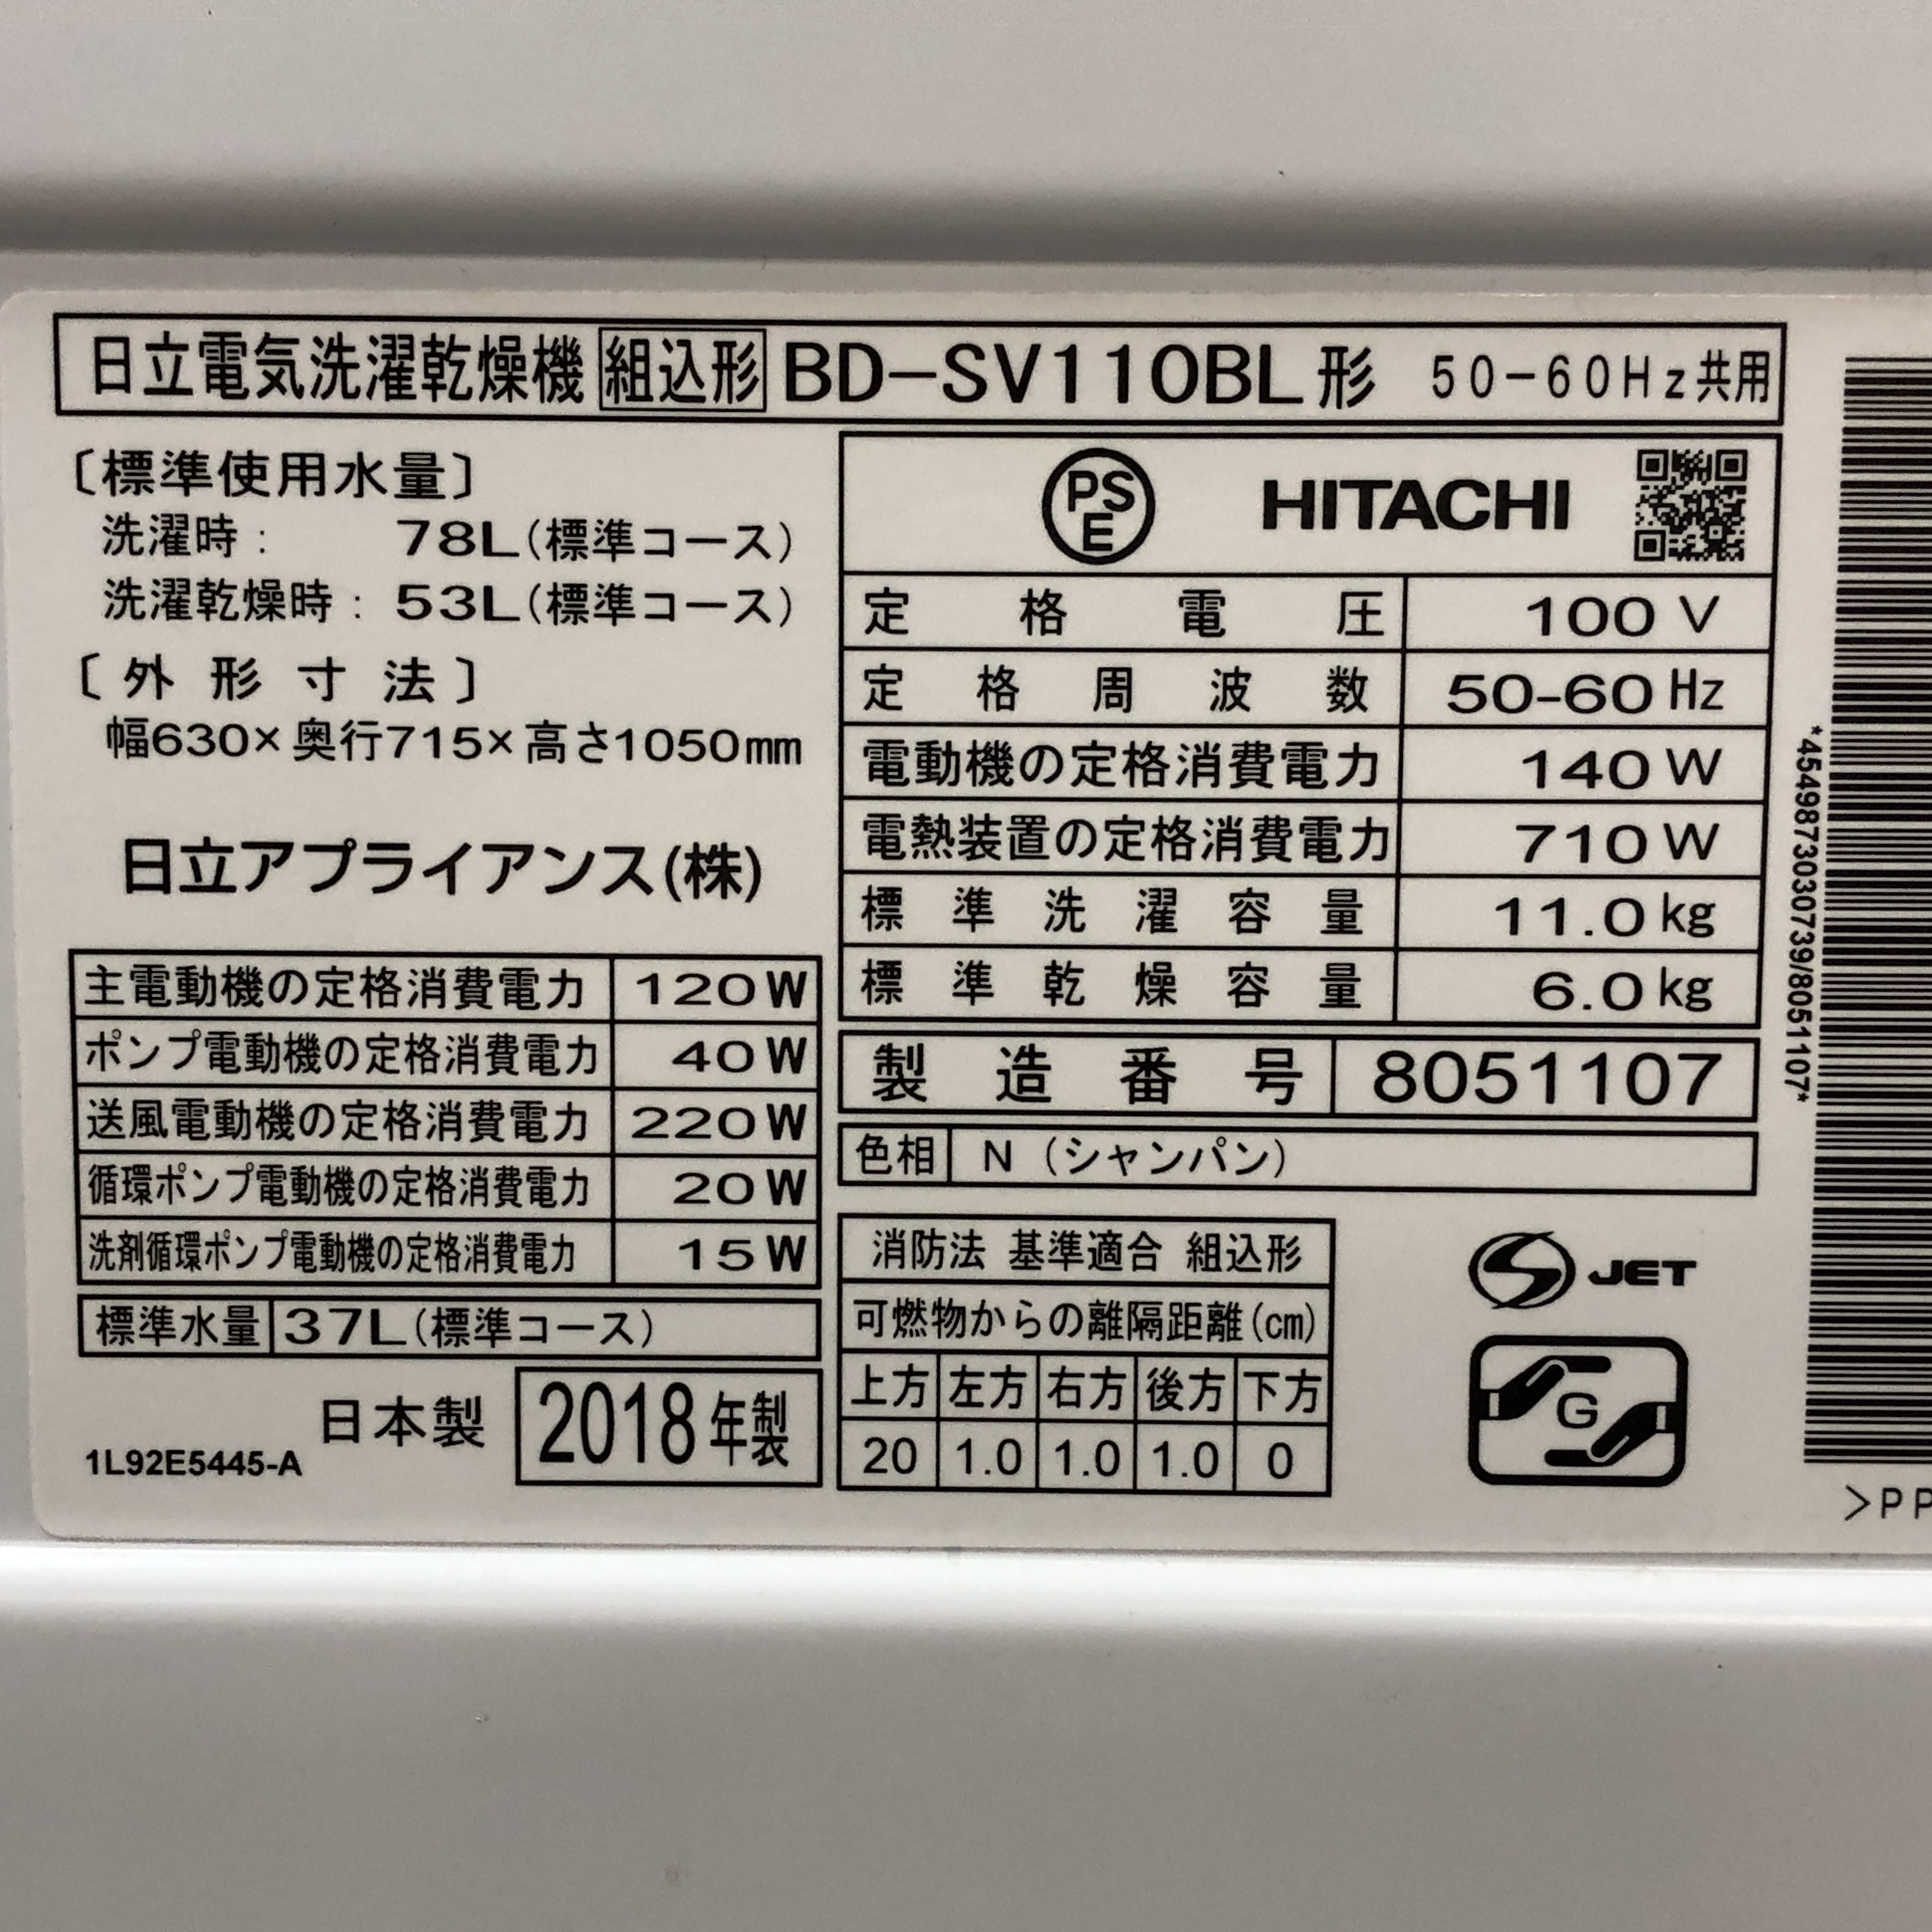 日立電気洗濯乾燥機 組込形 BD-SV110BL形 50-60Hz共用
〔標準使用水量〕
洗濯時: 78L(標準コース)
洗濯乾燥時: 53L(標準コース)
〔外形寸法〕
幅630×奥行715×高さ1050mm
日立アプライアンス(株)
主電動機の定格消費電力 120W
ポンプ電動機の定格消費電力 40W
送風電動機の定格消費電力 220W
循環ポンプ電動機の定格消費電力 20W
洗剤循環ポンプ電動機の定格消費電力 15W
標準水量 37L(標準コース)
日本製 2018年製
1L92E5445-A
PSE HITACHI
定格電圧 100V
定格周波数 50-60Hz
電動機の定格消費電力 140W
電熱装置の定格消費電力 710W
標準洗濯容量 11.0kg
標準乾燥容量 6.0kg
製造番号 8051107
色相 N(シャンパン)
消防法 基準適合 組込形
可燃物からの離隔距離(cm)
上方 左方 右方 後方 下方
20 1.0 1.0 1.0 0
S JET
G
*4549873030739/8051107*
>PP